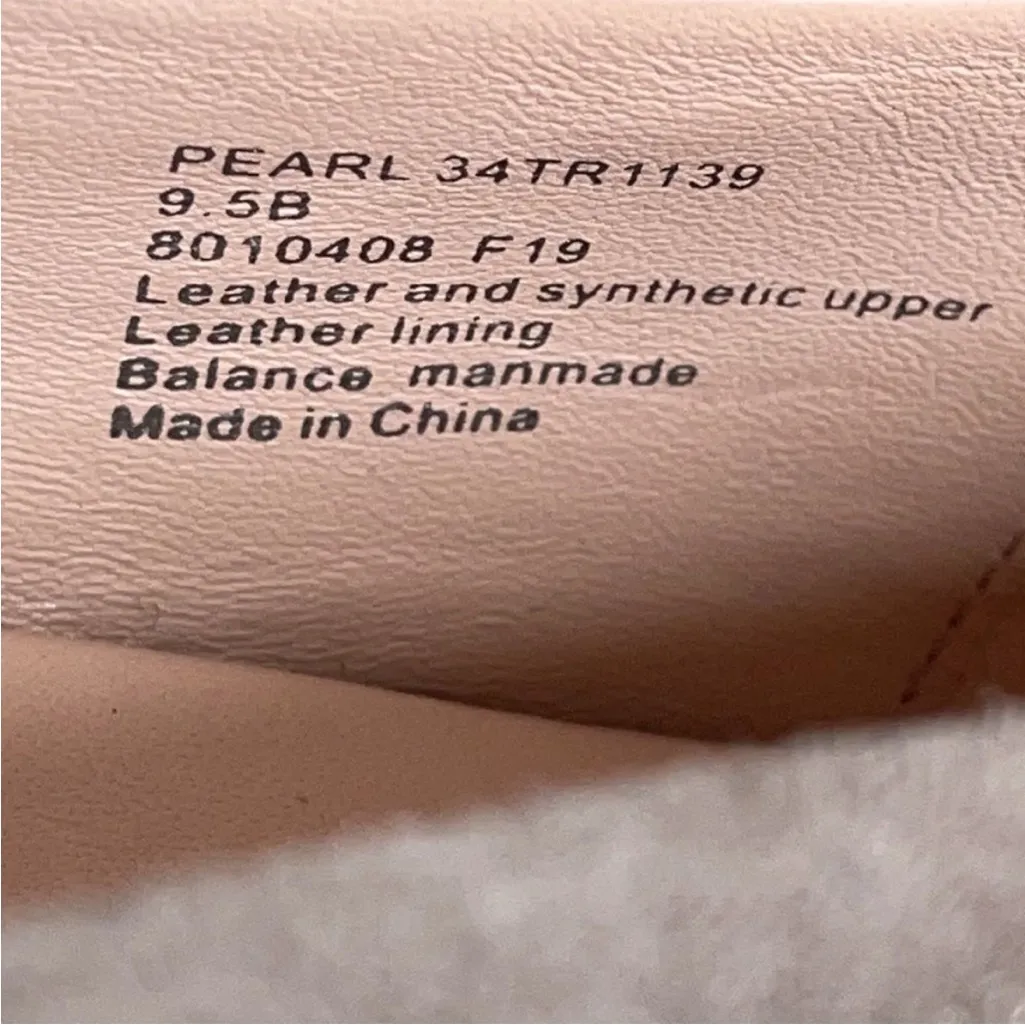 PEARL 34TR1139
9.5B
8010408 F19
Leather and synthetic upper
Leather lining
Balance manmade
Made in China